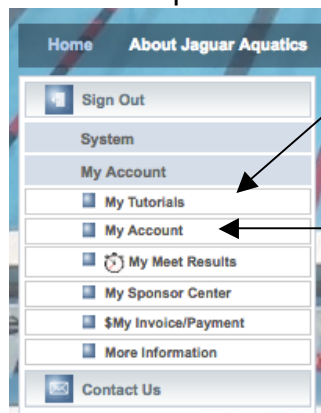 Home About Jaguar Aquatics
Sign Out
System
My Account
My Tutorials
My Account
My Meet Results
My Sponsor Center
$My Invoice/Payment
More Information
Contact Us